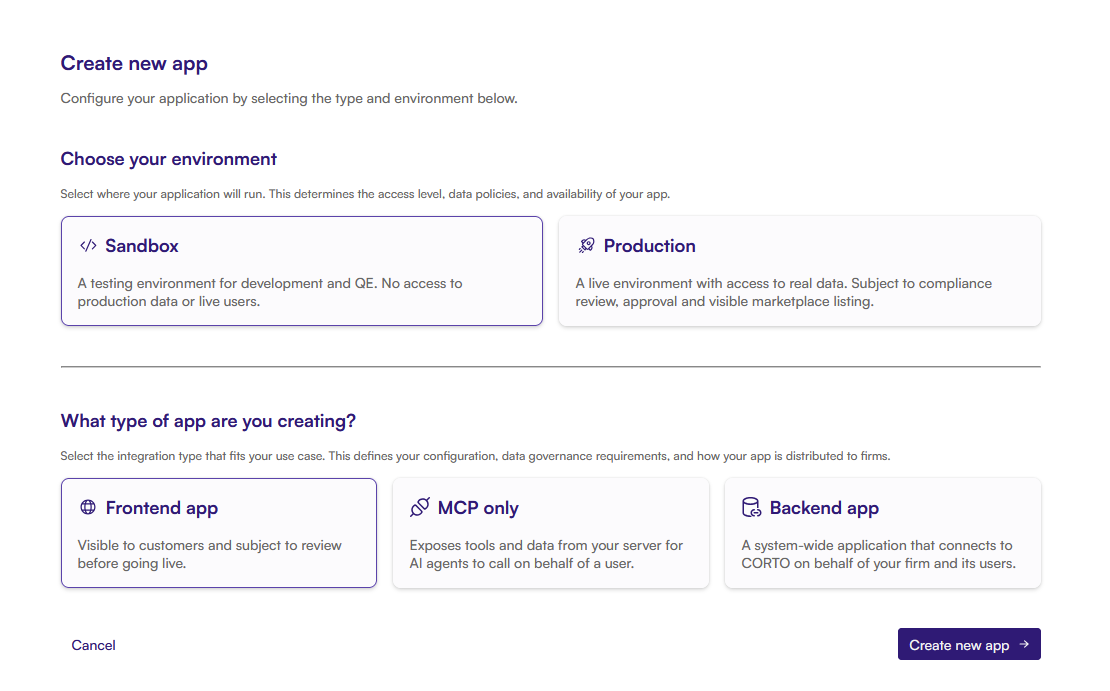 Create new app
Configure your application by selecting the type and environment below.
Choose your environment
Select where your application will run. This determines the access level, data policies, and availability of your app.
Sandbox
A testing environment for development and QE. No access to
production data or live users.
Production
A live environment with access to real data. Subject to compliance
review, approval and visible marketplace listing.
What type of app are you creating?
Select the integration type that fits your use case. This defines your configuration, data governance requirements, and how your app is distributed to firms.
Frontend app
Visible to customers and subject to review
before going live.
MCP only
Exposes tools and data from your server for
AI agents to call on behalf of a user.
Backend app
A system-wide application that connects to
CORTO on behalf of your firm and its users.
Cancel
Create new app